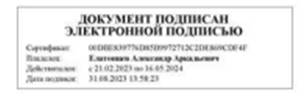 ДОКУМЕНТ ПОДПИСАН
ЭЛЕКТРОННОЙ ПОДПИСЬЮ
Сертификат:
Владелец: Александр Аркадьевич
Действителен: с 21.02.2023 по 16.05.2024
Дата подписи: 31.08.2023 13:58:23